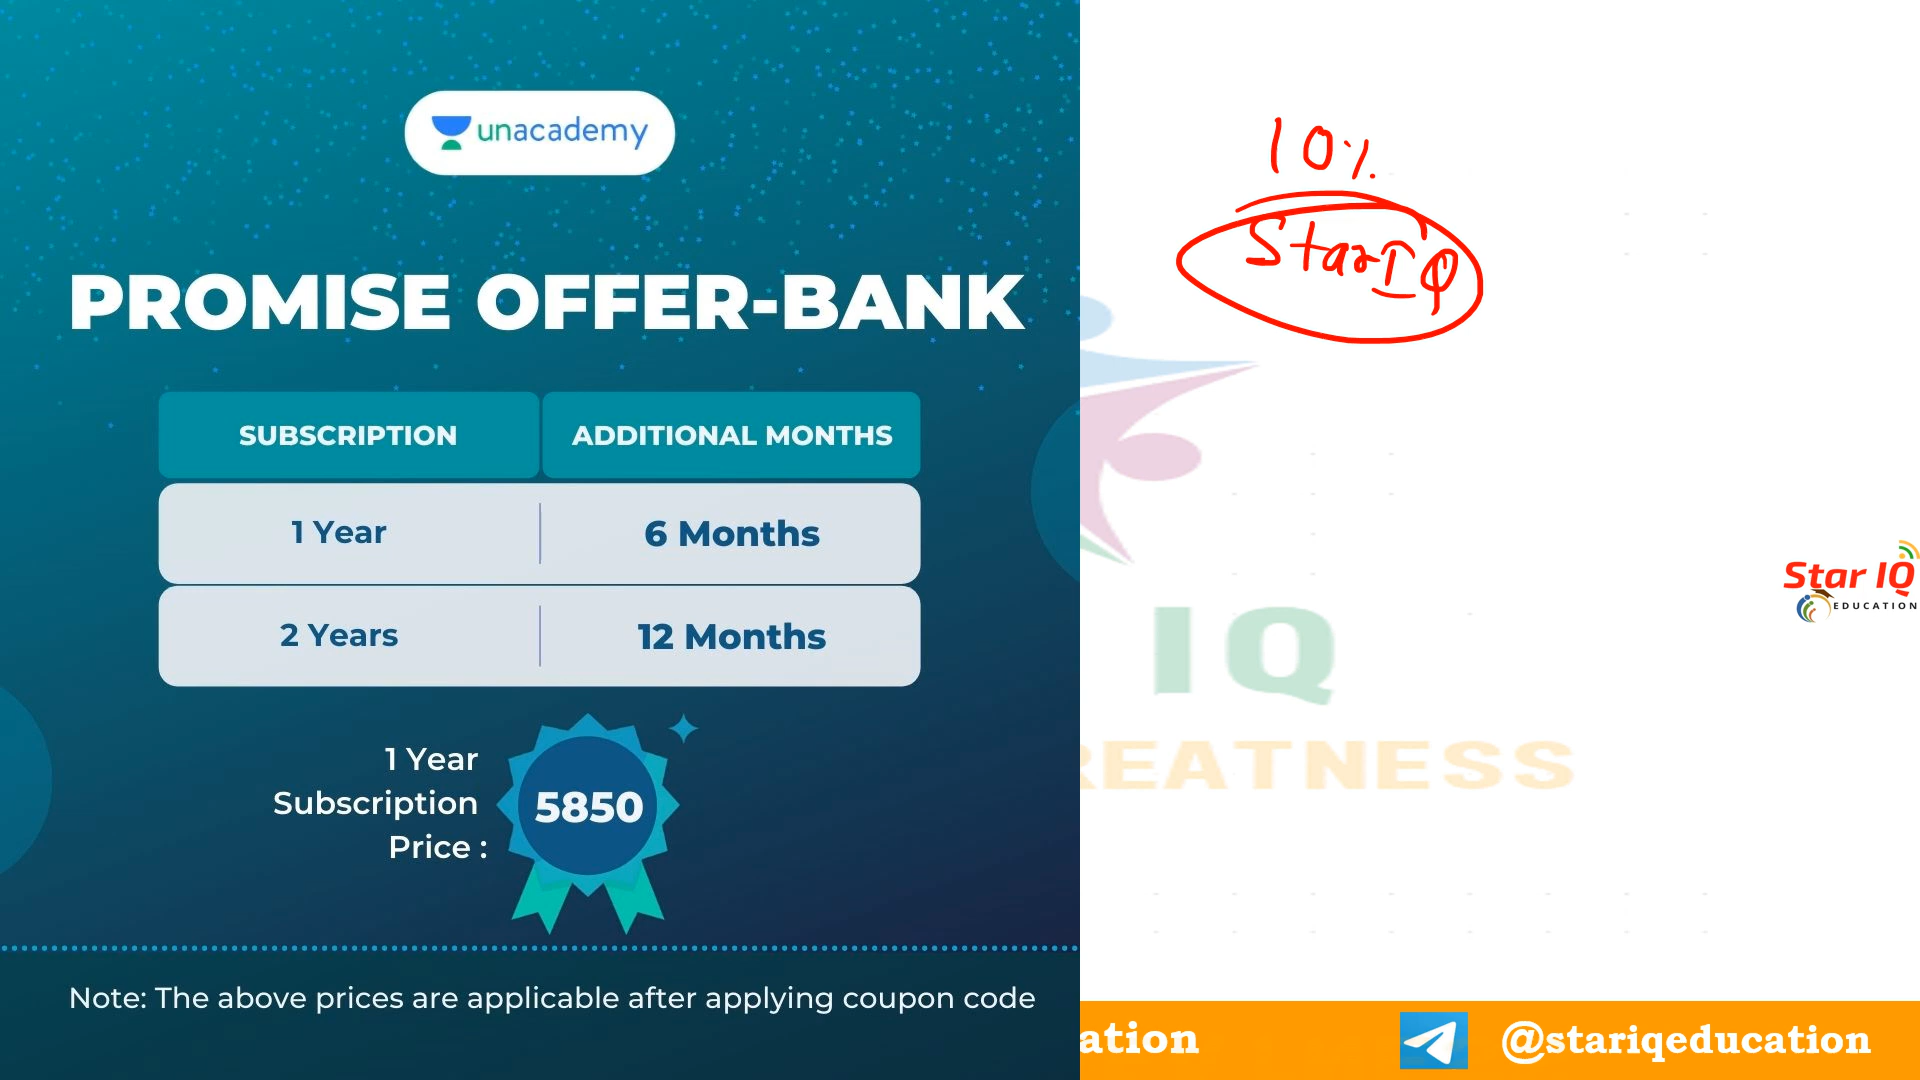 unacademy
PROMISE OFFER-BANK
SUBSCRIPTION ADDITIONAL MONTHS
1 Year 6 Months
2 Years 12 Months
1 Year
Subscription
Price :
5850
Note: The above prices are applicable after applying coupon code
10%
StarIQ
IQ
REATNESS
Star IQ
EDUCATION
ation
@stariqeducation